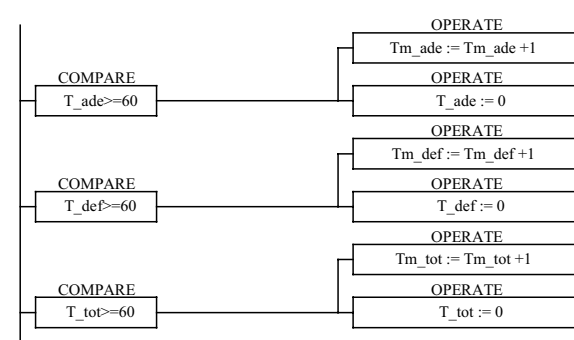 OPERATE
Tm_ade := Tm_ade +1
COMPARE OPERATE
T_ade>=60 T_ade := 0
OPERATE
Tm_def := Tm_def +1
COMPARE OPERATE
T_def>=60 T_def := 0
OPERATE
Tm_tot := Tm_tot +1
COMPARE OPERATE
T_tot>=60 T_tot := 0